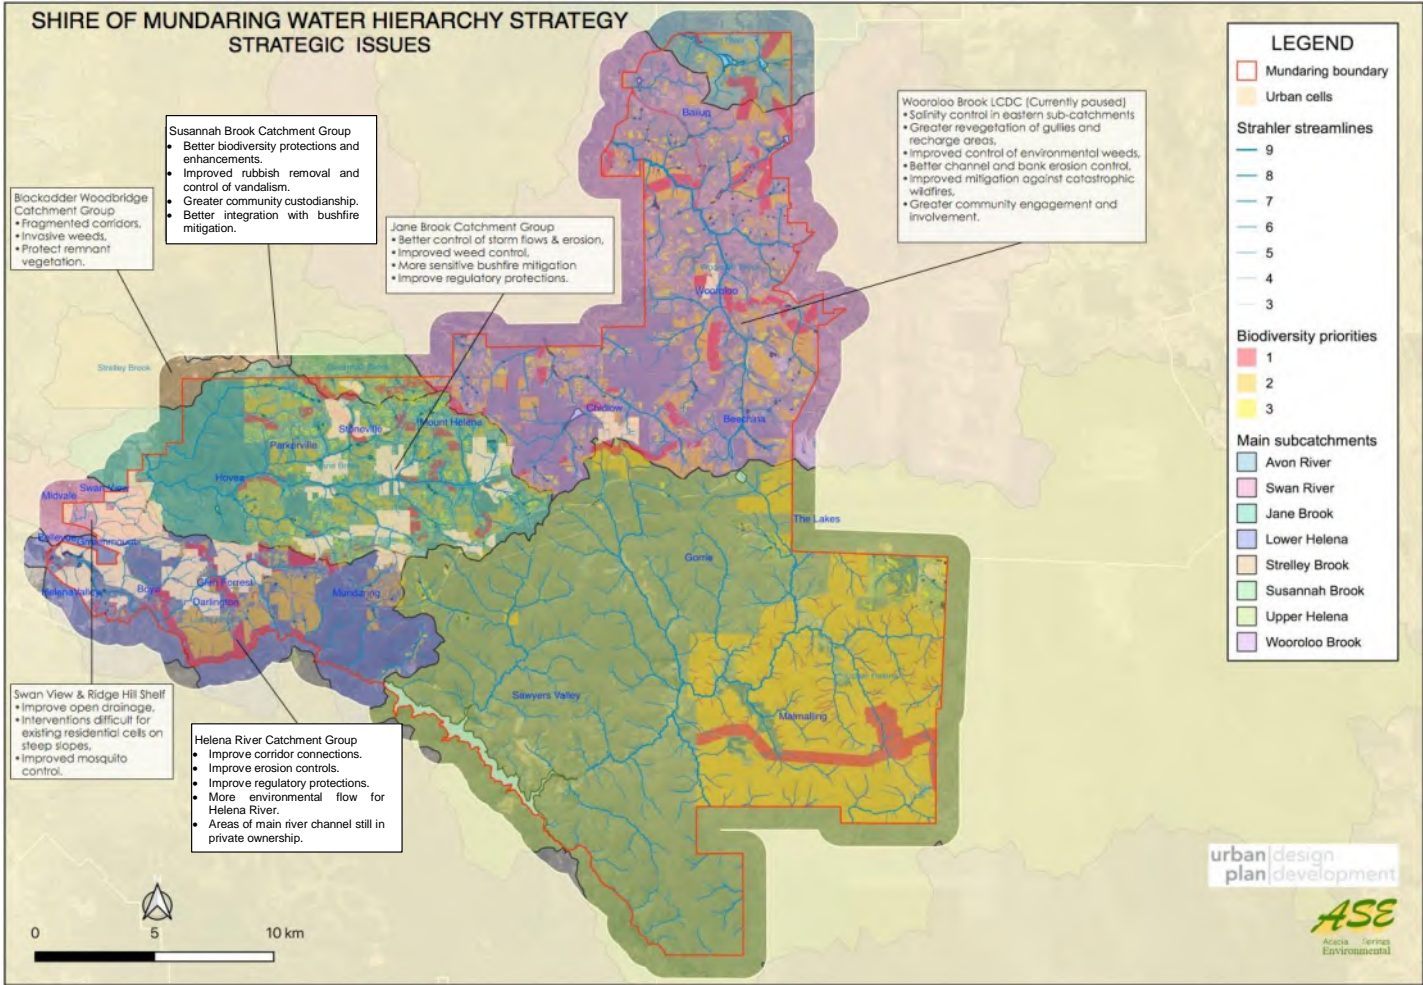 SHIRE OF MUNDARING WATER HIERARCHY STRATEGY
STRATEGIC ISSUES
Susannah Brook Catchment Group
• Better biodiversity protections and
enhancements.
• Improved rubbish removal and
control of vandalism.
• Greater community custodianship.
• Better integration with bushfire
mitigation.
Blackadder Woodbridge
Catchment Group
• Fragmented corridors,
• Invasive weeds,
• Protect remnant
vegetation.
Jane Brook Catchment Group
• Better control of storm flows & erosion,
• Improved weed control,
• More sensitive bushfire mitigation
• Improve regulatory protections.
Wooroloo Brook LCDC (Currently paused)
• Salinity control in eastern sub-catchments
• Greater revegetation of gullies and
recharge areas,
• Improved control of environmental weeds,
• Better channel and bank erosion control,
• Improved mitigation against catastrophic
wildfires,
• Greater community engagement and
involvement.
LEGEND
Mundaring boundary
Urban cells
Strahler streamlines
9
8
7
6
5
4
3
Biodiversity priorities
1
2
3
Main subcatchments
Avon River
Swan River
Jane Brook
Lower Helena
Strelley Brook
Susannah Brook
Upper Helena
Wooroloo Brook
Bailup
Wooroloo
Strelley Brook
Chidlow
Beechina
Mount Helena
Stoneville
Parkerville
Hovea
Swan View
Midvale
Bellevue
Greenmount
Helena Valley
Boya
Glen Forrest
Darlington
Mundaring
The Lakes
Gorrie
Sawyers Valley
Malmalling
Swan View & Ridge Hill Shelf
• Improve open drainage,
• Interventions difficult for
existing residential cells on
steep slopes,
• Improved mosquito
control.
Helena River Catchment Group
• Improve corridor connections.
• Improve erosion controls.
• Improve regulatory protections.
• More environmental flow for
Helena River.
• Areas of main river channel still in
private ownership.
N
0 5 10 km
urban design
plan development
ASE
Acacia Springs
Environmental